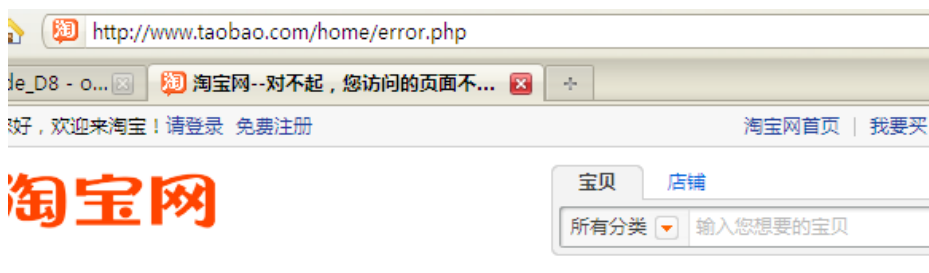 http://www.taobao.com/home/error.php
de_D8 - o... 淘宝网--对不起，您访问的页面不...
您好，欢迎来淘宝！请登录 免费注册 淘宝网首页 | 我要买
淘宝网
宝贝 店铺
所有分类 输入您想要的宝贝